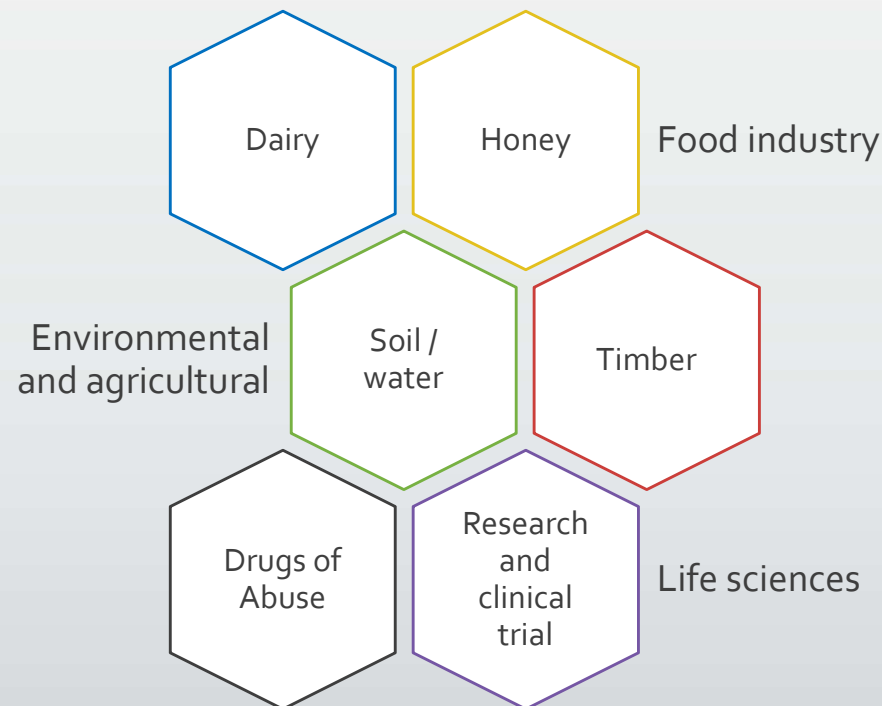 Dairy
Honey
Food industry
Environmental
and agricultural
Soil /
water
Timber
Drugs of
Abuse
Research
and
clinical
trial
Life sciences